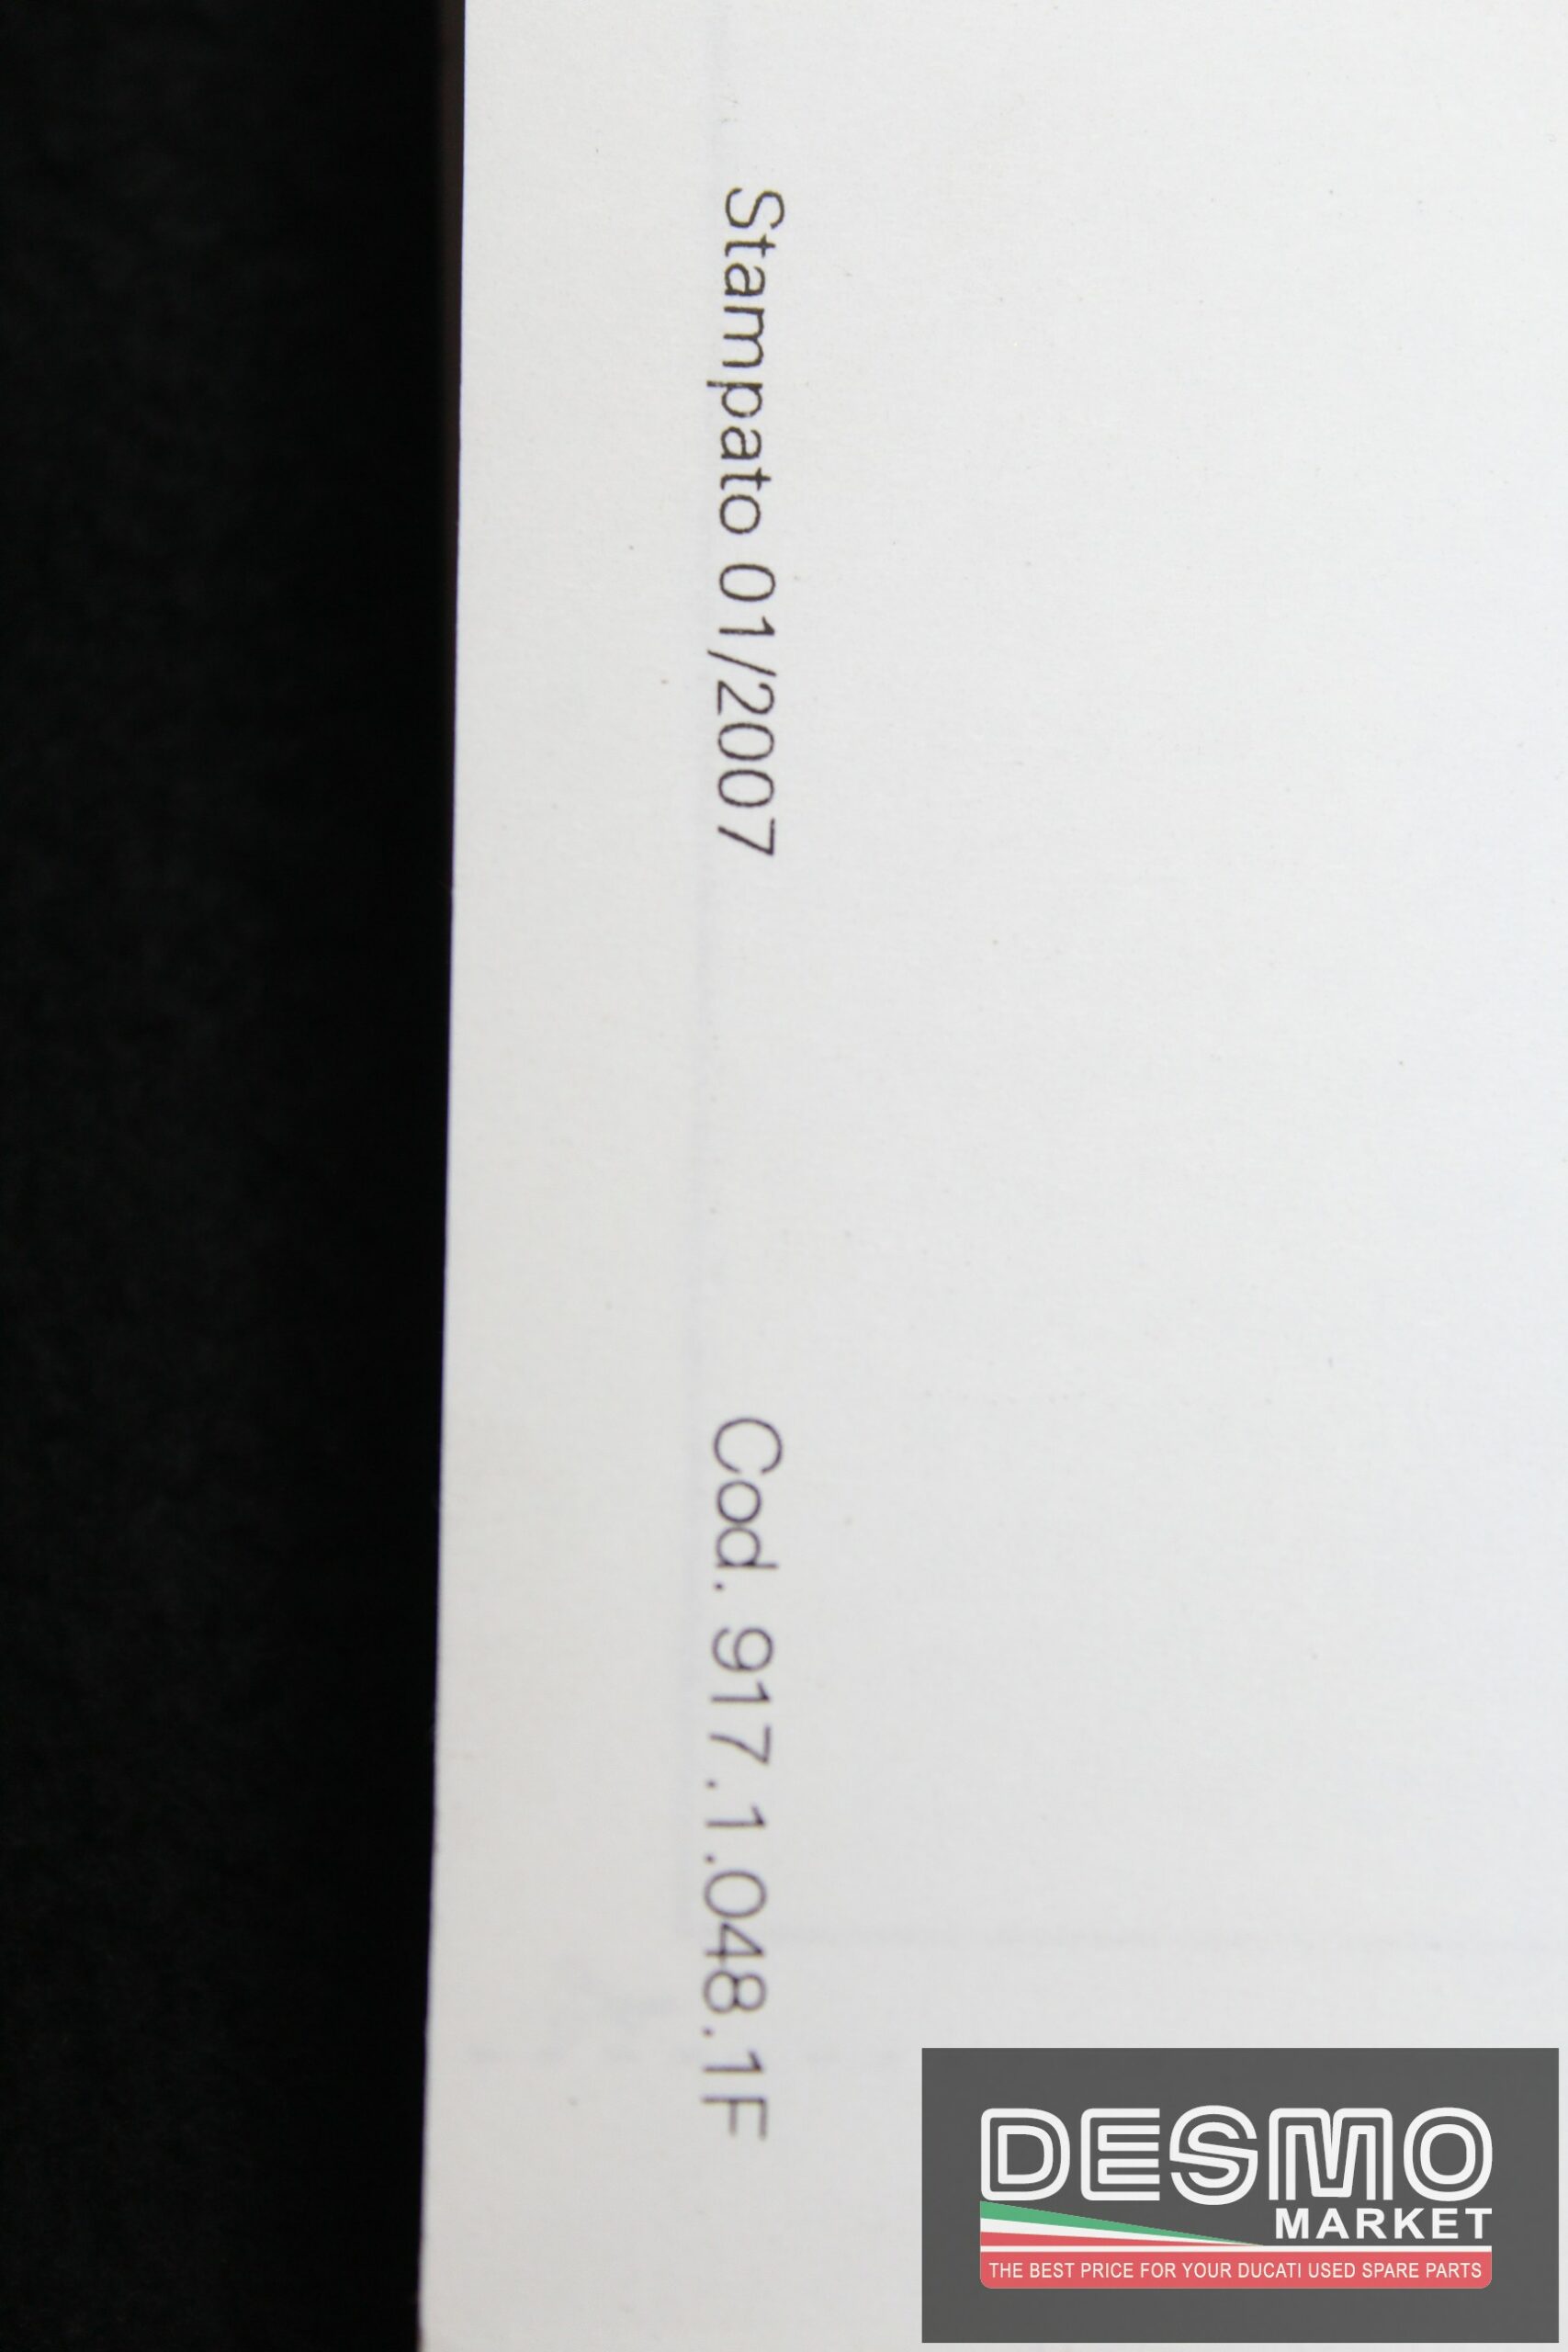 Stampato 01/2007
Cod. 917.1.048.1F
DESMO
MARKET
THE BEST PRICE FOR YOUR DUCATI USED SPARE PARTS